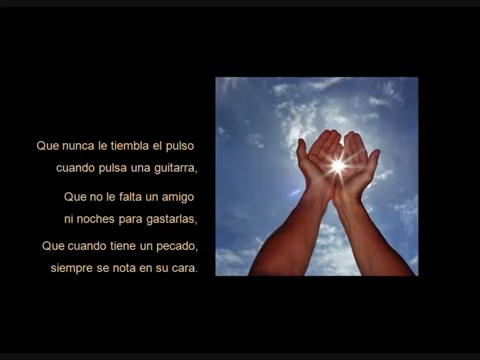 Que nunca le tiembla el pulso
cuando pulsa una guitarra,
Que no le falta un amigo
ni noches para gastarlas,
Que cuando tiene un pecado,
siempre se nota en su cara.